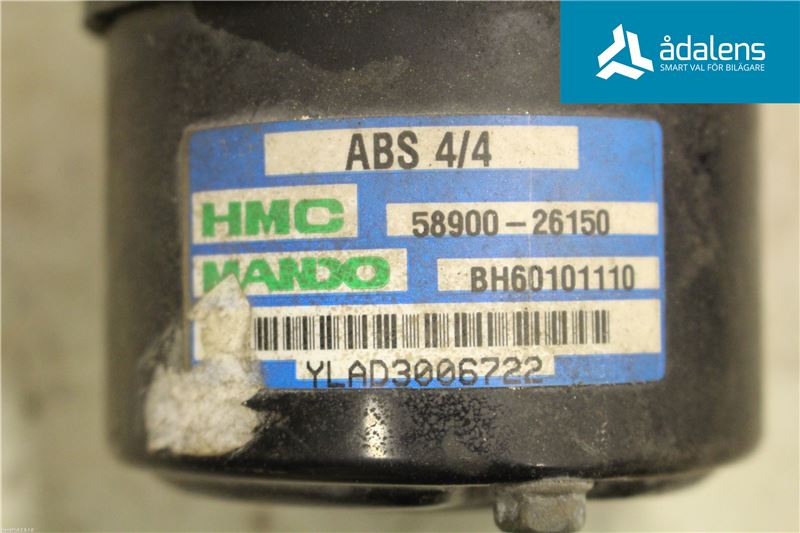 ådalens
SMART VAL FÖR BILÄGARE
ABS 4/4
HMC 58900-26150
MANDO BH60101110
YLAD3006722